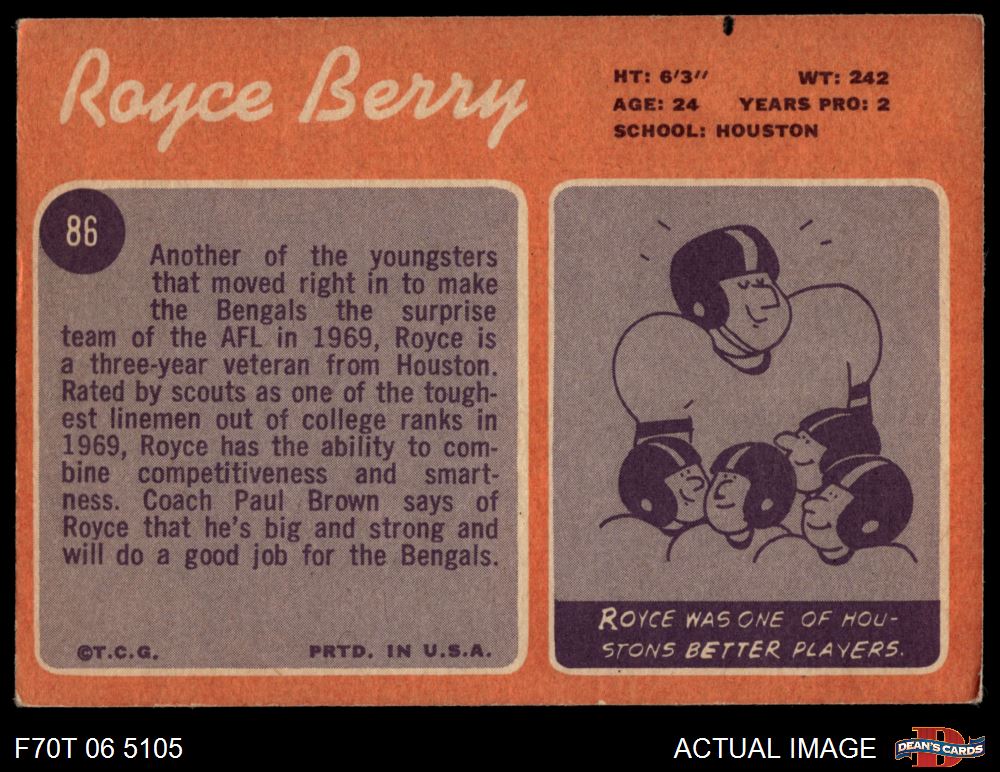 Royce Berry
HT: 6'3" WT: 242
AGE: 24 YEARS PRO: 2
SCHOOL: HOUSTON
86
Another of the youngsters
that moved right in to make
the Bengals the surprise
team of the AFL in 1969, Royce is
a three-year veteran from Houston.
Rated by scouts as one of the tough-
est linemen out of college ranks in
1969, Royce has the ability to com-
bine competitiveness and smart-
ness. Coach Paul Brown says of
Royce that he's big and strong and
will do a good job for the Bengals.
©T.C.G. PRTD. IN U.S.A.
ROYCE WAS ONE OF HOU-
STONS BETTER PLAYERS.
F70T 06 5105
ACTUAL IMAGE
D
DEAN'S CARDS